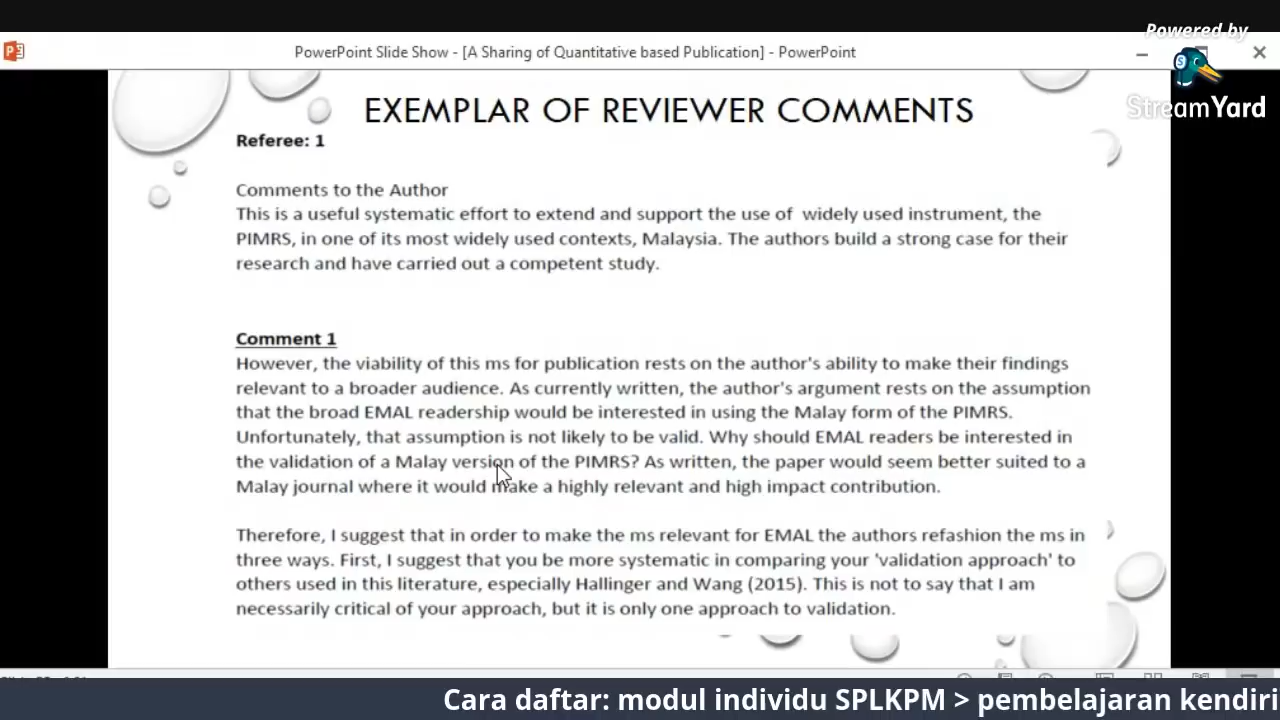 Powered by
PowerPoint Slide Show - [A Sharing of Quantitative based Publication] - PowerPoint
StreamYard
EXEMPLAR OF REVIEWER COMMENTS
Referee: 1
Comments to the Author
This is a useful systematic effort to extend and support the use of widely used instrument, the
PIMRS, in one of its most widely used contexts, Malaysia. The authors build a strong case for their
research and have carried out a competent study.
Comment 1
However, the viability of this ms for publication rests on the author's ability to make their findings
relevant to a broader audience. As currently written, the author's argument rests on the assumption
that the broad EMAL readership would be interested in using the Malay form of the PIMRS.
Unfortunately, that assumption is not likely to be valid. Why should EMAL readers be interested in
the validation of a Malay version of the PIMRS? As written, the paper would seem better suited to a
Malay journal where it would make a highly relevant and high impact contribution.
Therefore, I suggest that in order to make the ms relevant for EMAL the authors refashion the ms in
three ways. First, I suggest that you be more systematic in comparing your 'validation approach' to
others used in this literature, especially Hallinger and Wang (2015). This is not to say that I am
necessarily critical of your approach, but it is only one approach to validation.
Cara daftar: modul individu SPLKPM > pembelajaran kendiri